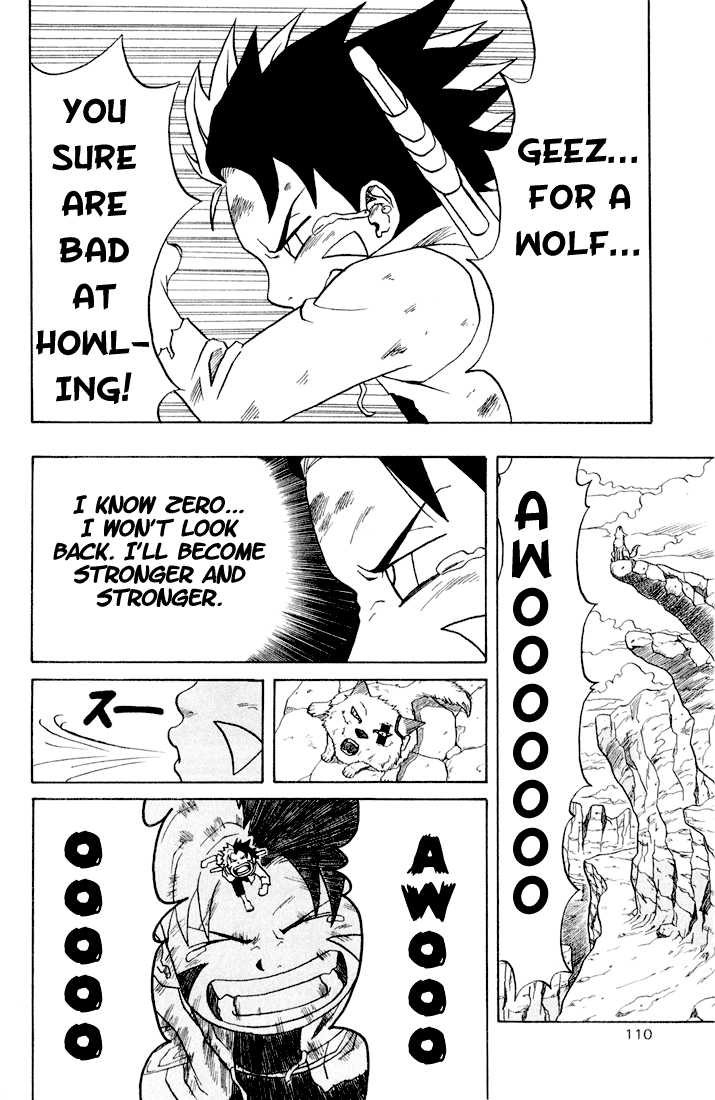 GEEZ...
FOR A
WOLF...
YOU
SURE
ARE
BAD
AT
HOWL-
ING!
AWOOOOOOO
I KNOW ZERO...
I WON'T LOOK
BACK. I'LL BECOME
STRONGER AND
STRONGER.
スー
AWOOO
OOOOO
110